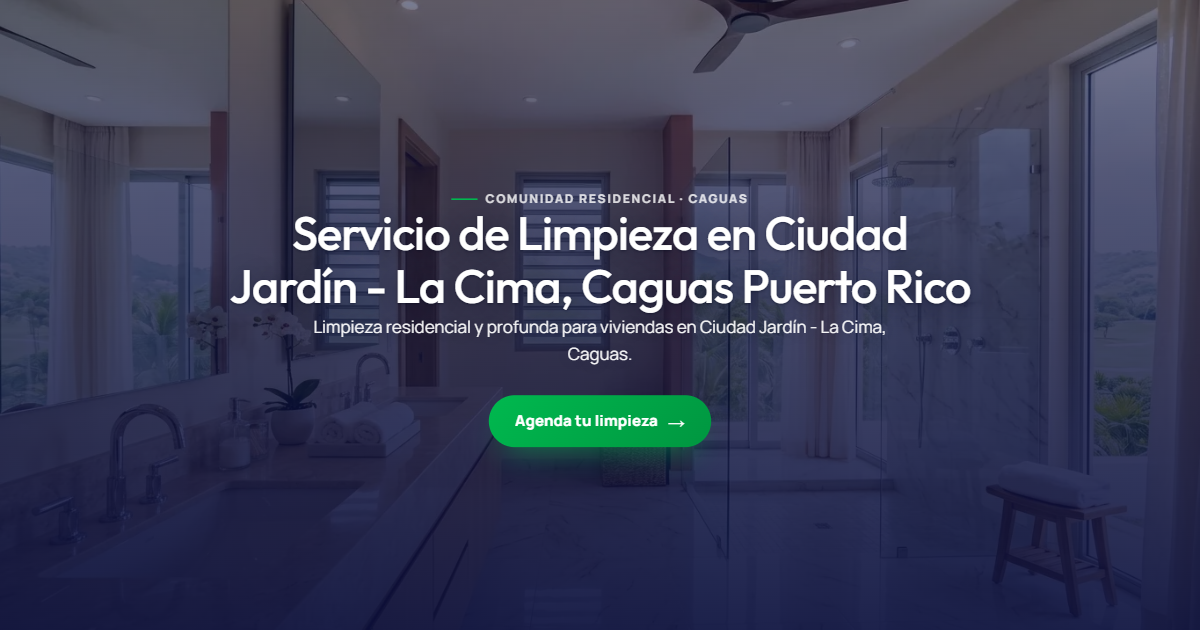 COMUNIDAD RESIDENCIAL · CAGUAS
Servicio de Limpieza en Ciudad
Jardín - La Cima, Caguas Puerto Rico
Limpieza residencial y profunda para viviendas en Ciudad Jardín - La Cima,
Caguas.
Agenda tu limpieza →